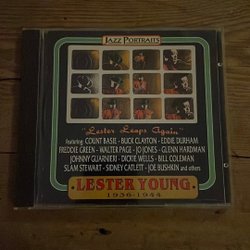 JAZZ PORTRAITS
"Lester Leaps Again"
Featuring: COUNT BASIE - BUCK CLAYTON - EDDIE DURHAM
FREDDIE GREEN - WALTER PAGE - JO JONES - GLENN HARDMAN
JOHNNY GUARNIERI - DICKIE WELLS - BILL COLEMAN
SLAM STEWART - SIDNEY CATLETT - JOE BUSHKIN and others
LESTER YOUNG
1936-1944